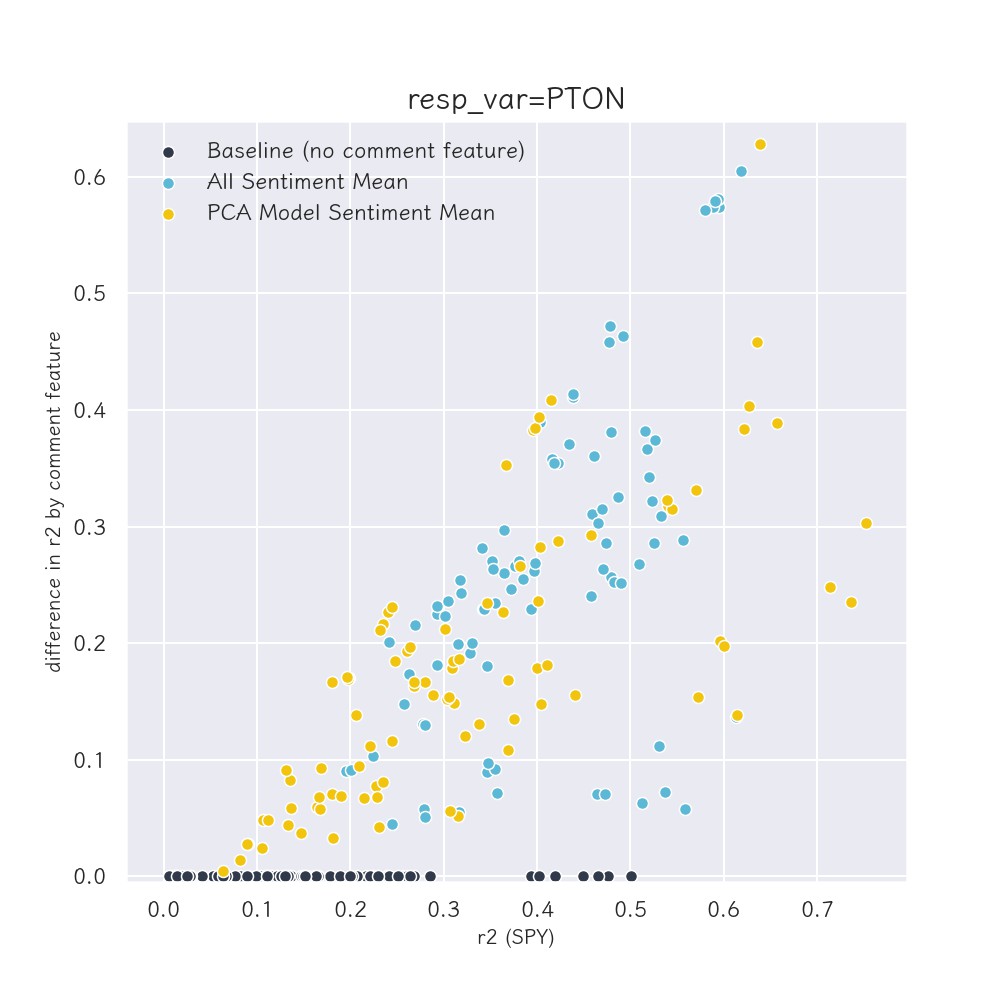 resp_var=PTON
Baseline (no comment feature)
All Sentiment Mean
PCA Model Sentiment Mean
difference in r2 by comment feature
0.6
0.5
0.4
0.3
0.2
0.1
0.0
0.0 0.1 0.2 0.3 0.4 0.5 0.6 0.7
r2 (SPY)